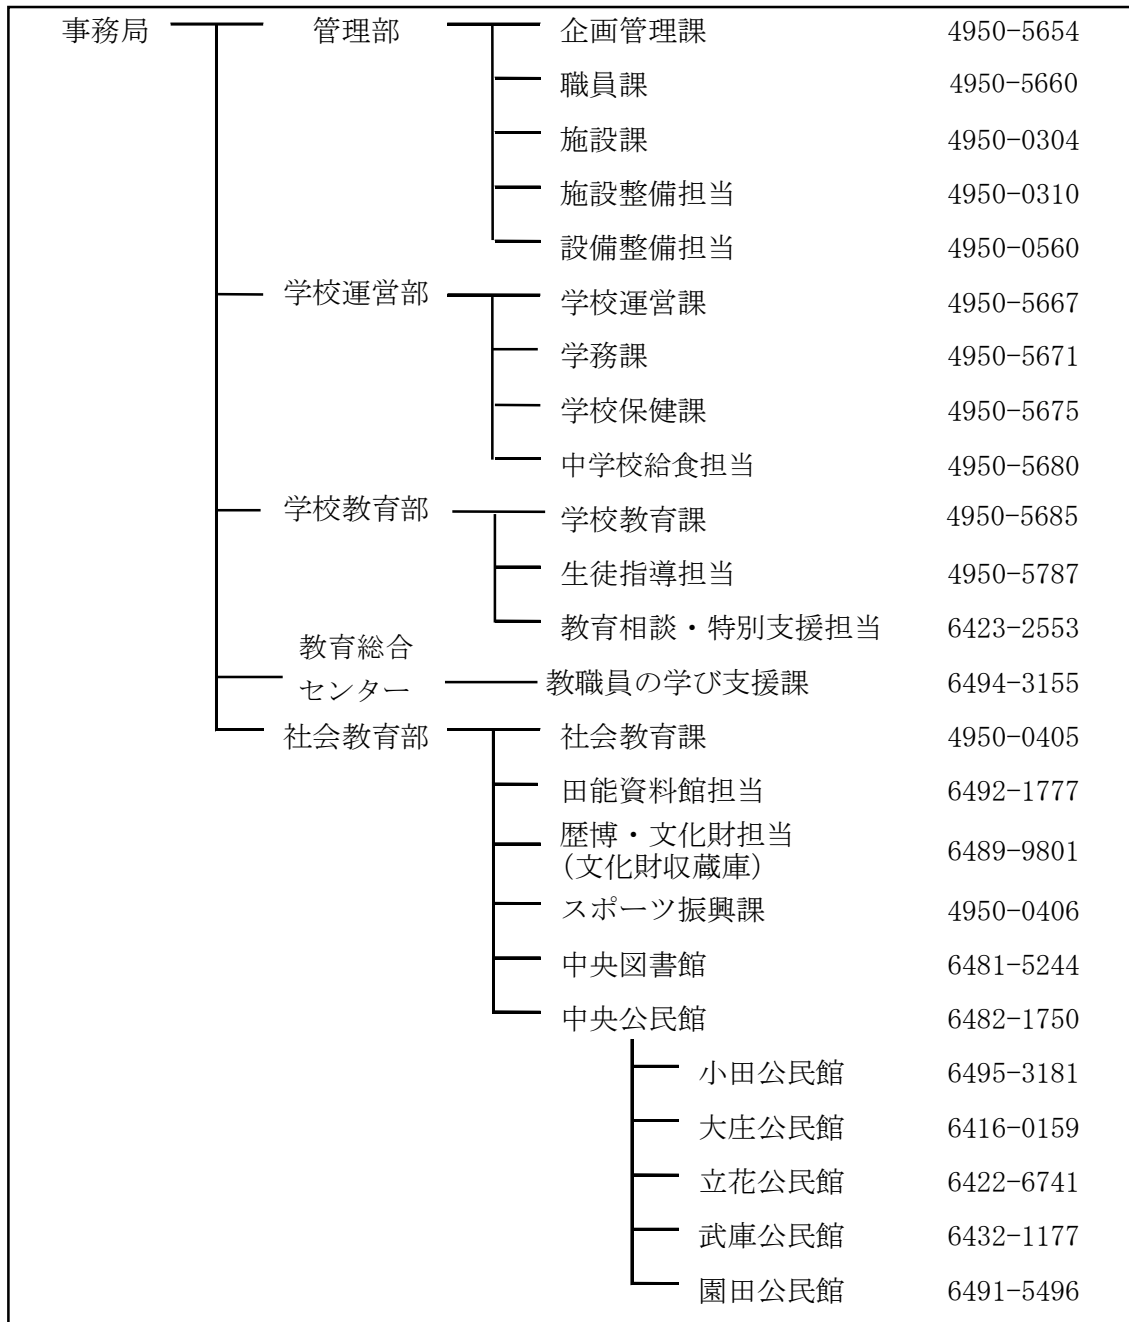 事務局 管理部 企画管理課 4950-5654
職員課 4950-5660
施設課 4950-0304
施設整備担当 4950-0310
設備整備担当 4950-0560
学校運営部 学校運営課 4950-5667
学務課 4950-5671
学校保健課 4950-5675
中学校給食担当 4950-5680
学校教育部 学校教育課 4950-5685
生徒指導担当 4950-5787
教育相談・特別支援担当 6423-2553
教育総合
センター 教職員の学び支援課 6494-3155
社会教育部 社会教育課 4950-0405
田能資料館担当 6492-1777
歴博・文化財担当
(文化財収蔵庫) 6489-9801
スポーツ振興課 4950-0406
中央図書館 6481-5244
中央公民館 6482-1750
小田公民館 6495-3181
大庄公民館 6416-0159
立花公民館 6422-6741
武庫公民館 6432-1177
園田公民館 6491-5496